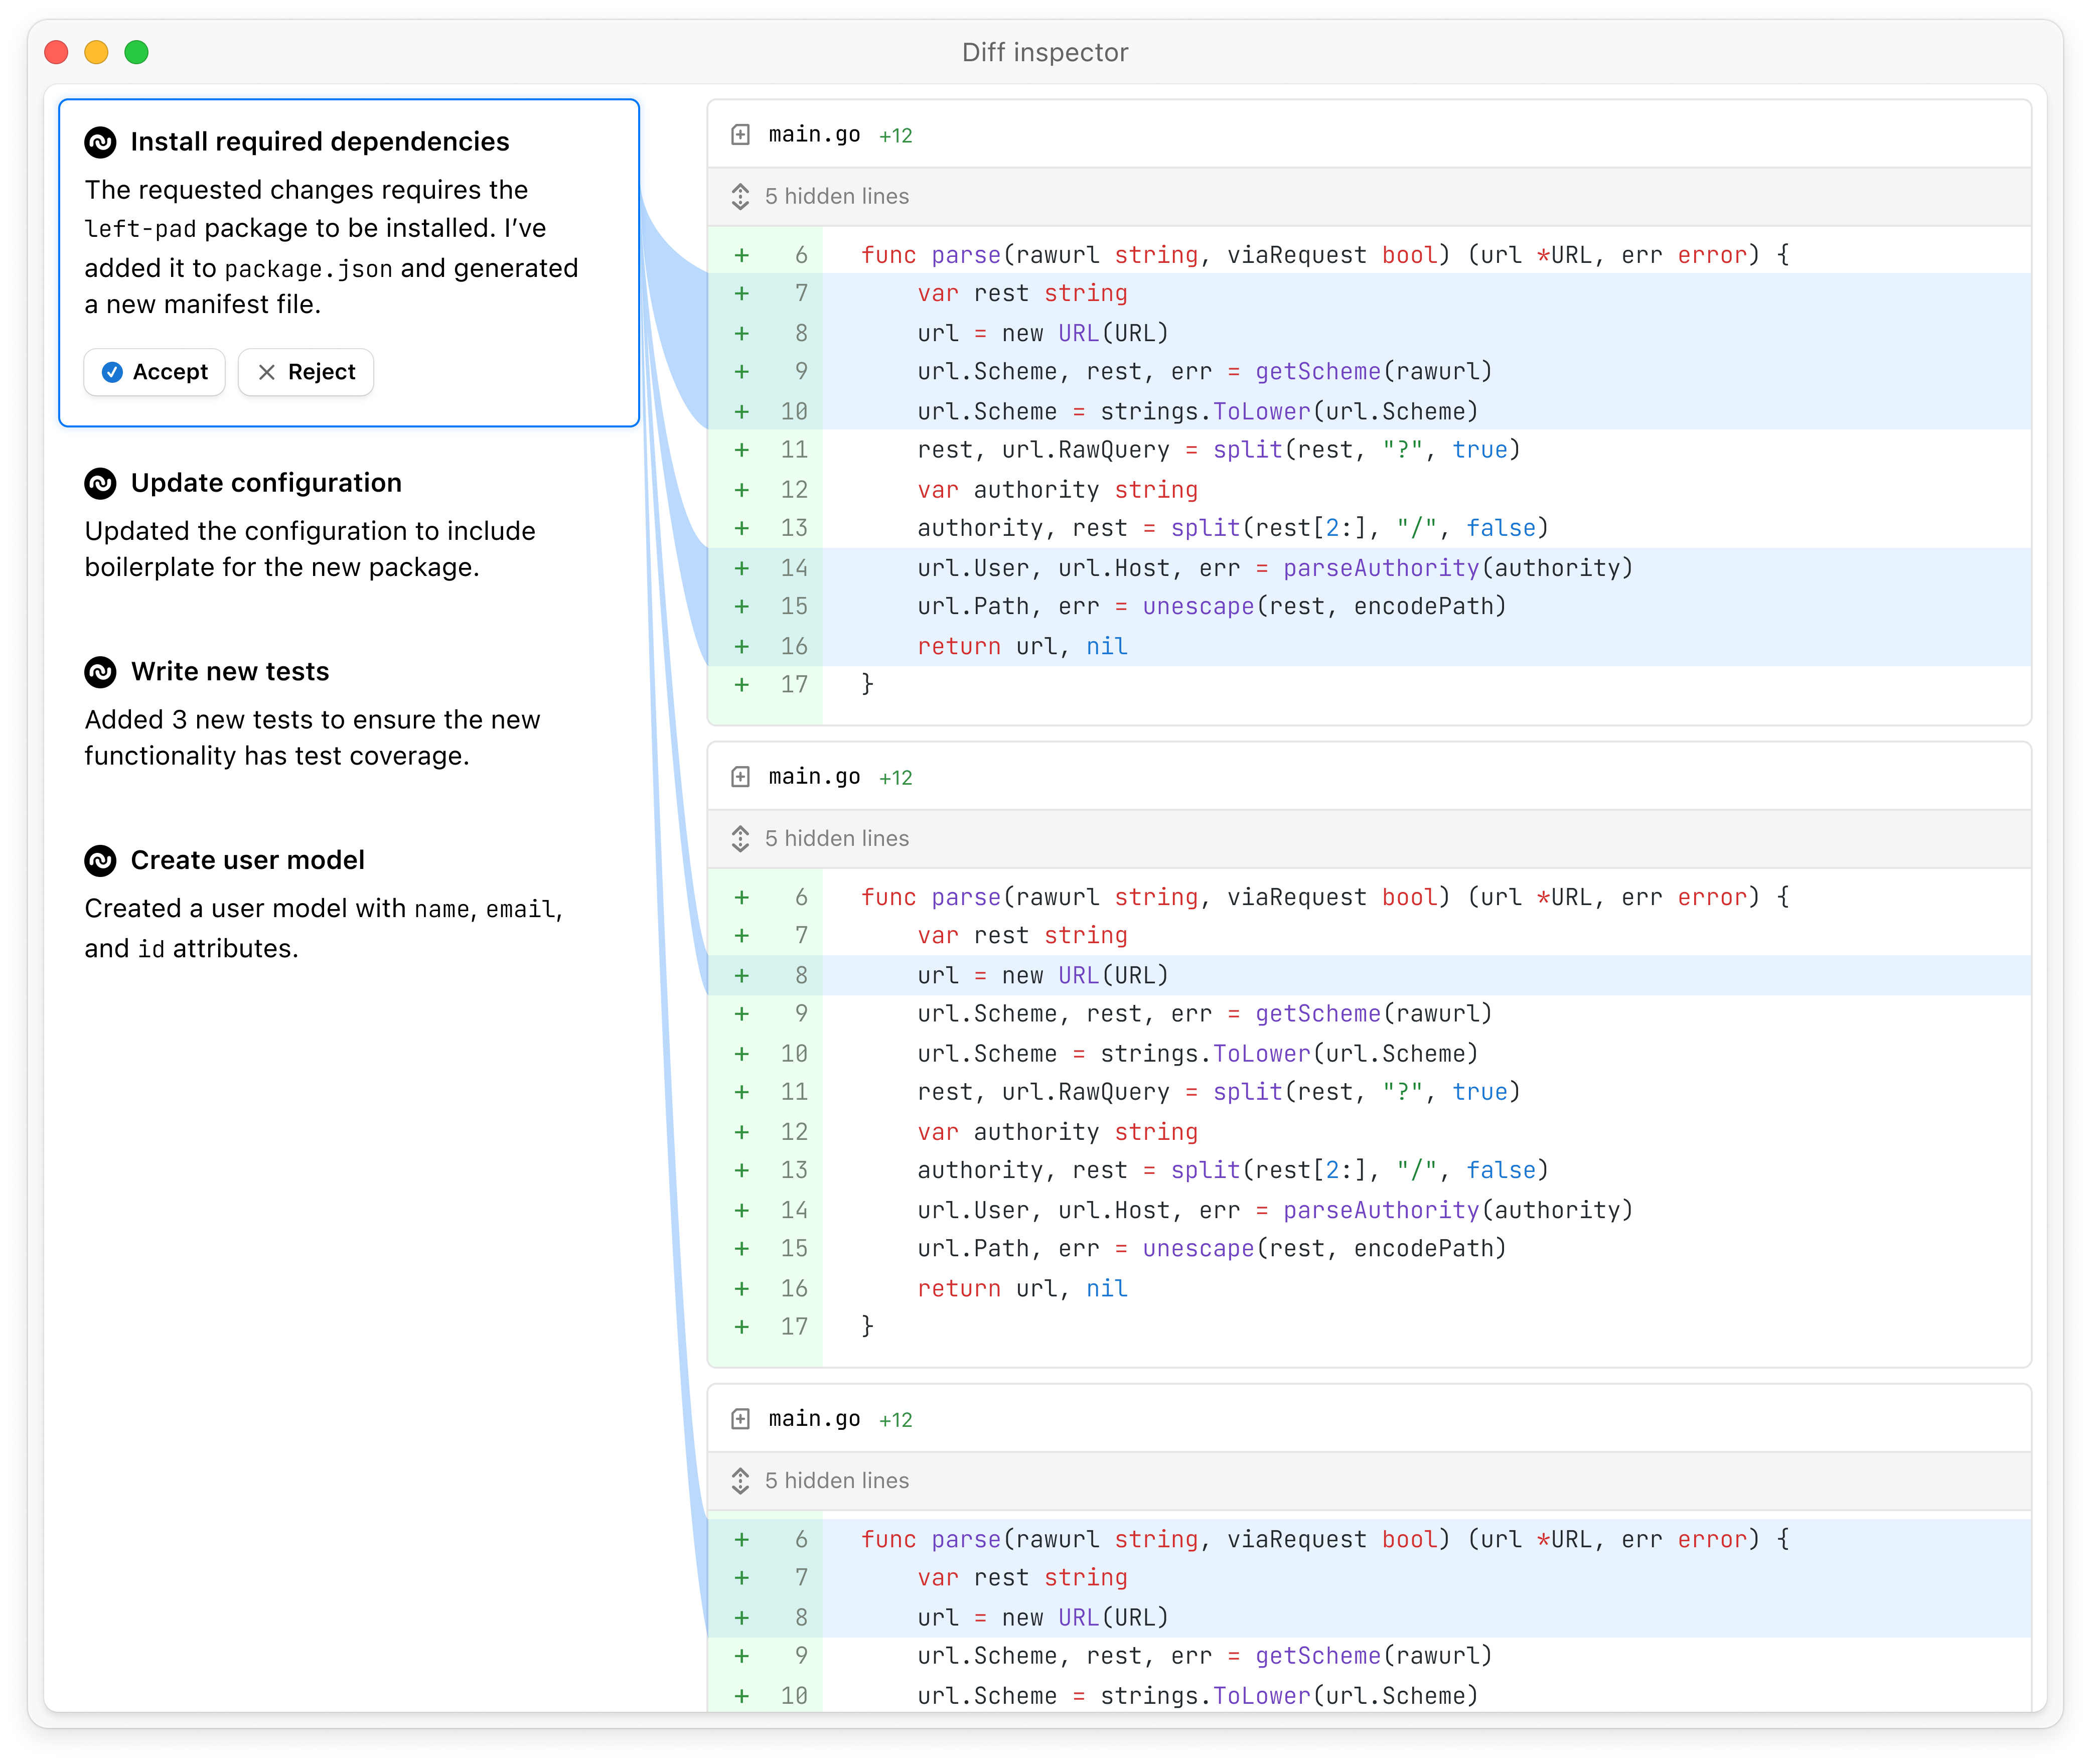 Diff inspector
Install required dependencies
The requested changes requires the
left-pad package to be installed. I’ve
added it to package.json and generated
a new manifest file.
Accept
Reject
Update configuration
Updated the configuration to include
boilerplate for the new package.
Write new tests
Added 3 new tests to ensure the new
functionality has test coverage.
Create user model
Created a user model with name, email,
and id attributes.
main.go +12
5 hidden lines
+ 6 func parse(rawurl string, viaRequest bool) (url *URL, err error) {
+ 7 var rest string
+ 8 url = new URL(URL)
+ 9 url.Scheme, rest, err = getScheme(rawurl)
+ 10 url.Scheme = strings.ToLower(url.Scheme)
+ 11 rest, url.RawQuery = split(rest, "?", true)
+ 12 var authority string
+ 13 authority, rest = split(rest[2:], "/", false)
+ 14 url.User, url.Host, err = parseAuthority(authority)
+ 15 url.Path, err = unescape(rest, encodePath)
+ 16 return url, nil
+ 17 }
main.go +12
5 hidden lines
+ 6 func parse(rawurl string, viaRequest bool) (url *URL, err error) {
+ 7 var rest string
+ 8 url = new URL(URL)
+ 9 url.Scheme, rest, err = getScheme(rawurl)
+ 10 url.Scheme = strings.ToLower(url.Scheme)
+ 11 rest, url.RawQuery = split(rest, "?", true)
+ 12 var authority string
+ 13 authority, rest = split(rest[2:], "/", false)
+ 14 url.User, url.Host, err = parseAuthority(authority)
+ 15 url.Path, err = unescape(rest, encodePath)
+ 16 return url, nil
+ 17 }
main.go +12
5 hidden lines
+ 6 func parse(rawurl string, viaRequest bool) (url *URL, err error) {
+ 7 var rest string
+ 8 url = new URL(URL)
+ 9 url.Scheme, rest, err = getScheme(rawurl)
+ 10 url.Scheme = strings.ToLower(url.Scheme)